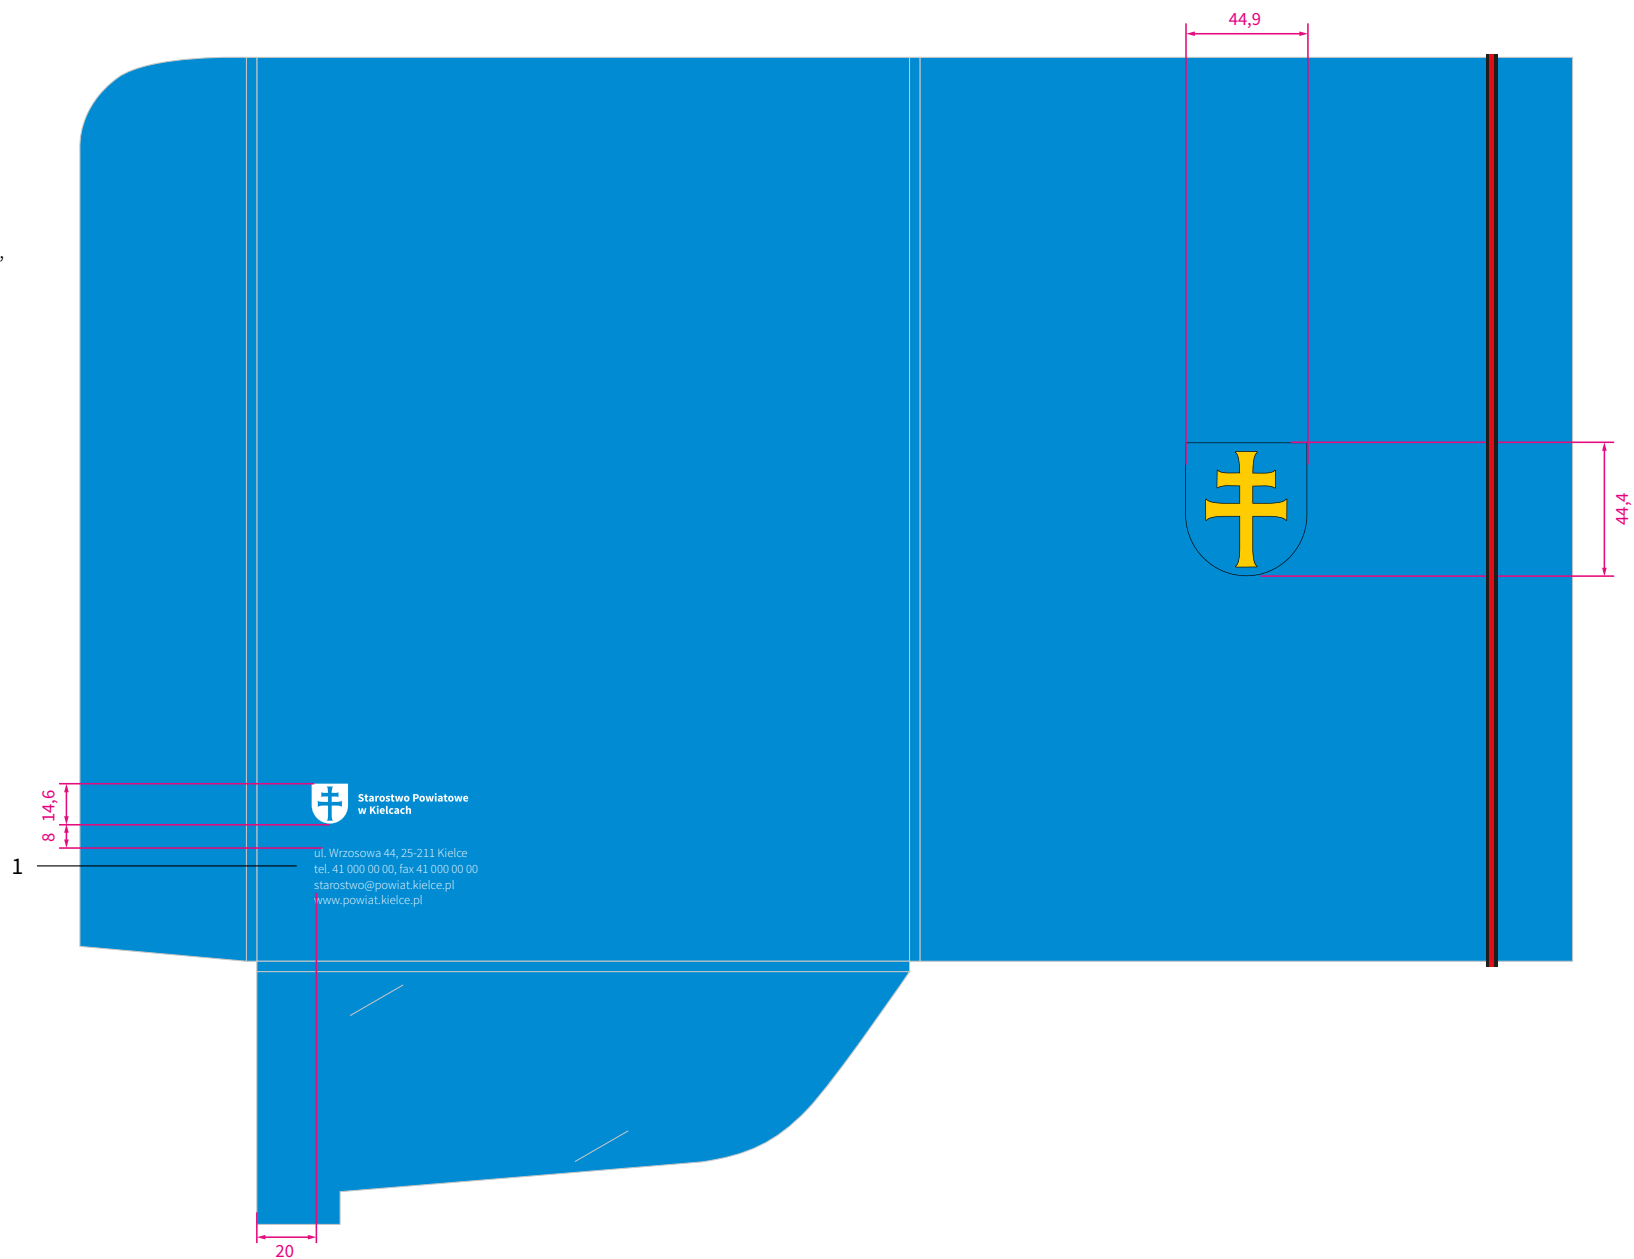 44,9
,
44,4
14,6
8
Starostwo Powiatowe
w Kielcach
1
ul. Wrzosowa 44, 25-211 Kielce
tel. 41 000 00 00, fax 41 000 00 00
starostwo@powiat.kielce.pl
www.powiat.kielce.pl
20